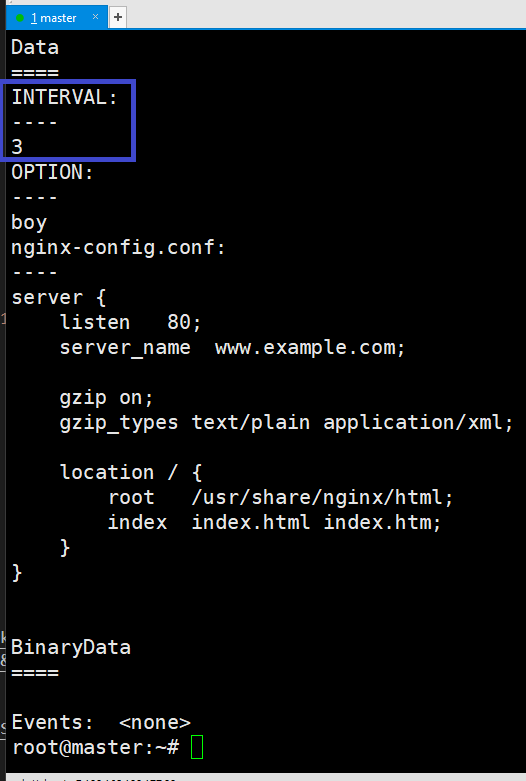 1 master
Data
====
INTERVAL:
----
3
OPTION:
----
boy
nginx-config.conf:
----
server {
    listen   80;
    server_name  www.example.com;

    gzip on;
    gzip_types text/plain application/xml;

    location / {
        root   /usr/share/nginx/html;
        index  index.html index.htm;
    }
}

BinaryData
====

Events:  <none>
root@master:~#